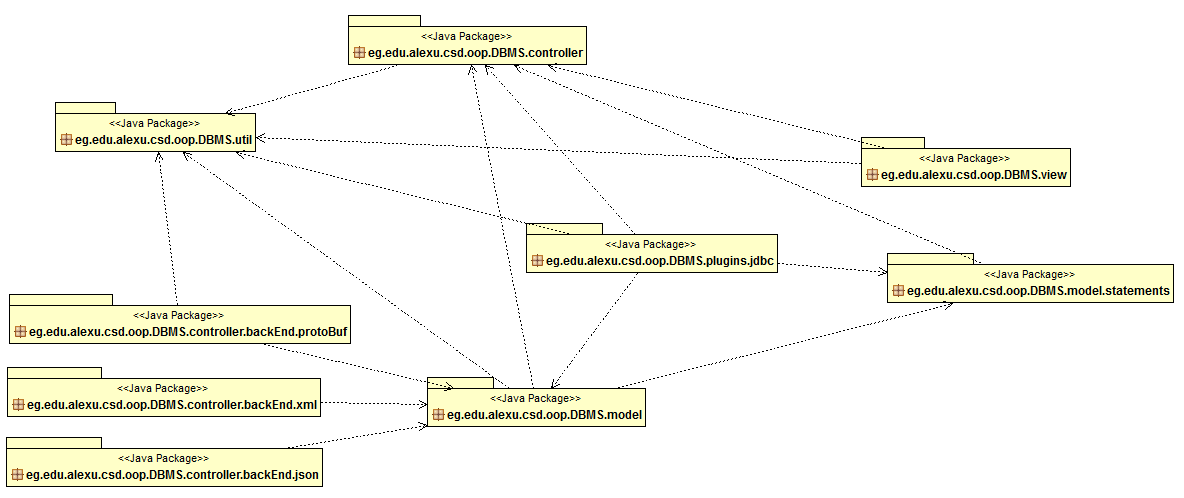 <<Java Package>>
eg.edu.alexu.csd.oop.DBMS.controller
<<Java Package>>
eg.edu.alexu.csd.oop.DBMS.util
<<Java Package>>
eg.edu.alexu.csd.oop.DBMS.view
<<Java Package>>
eg.edu.alexu.csd.oop.DBMS.plugins.jdbc
<<Java Package>>
eg.edu.alexu.csd.oop.DBMS.model.statements
<<Java Package>>
eg.edu.alexu.csd.oop.DBMS.controller.backEnd.protoBuf
<<Java Package>>
eg.edu.alexu.csd.oop.DBMS.controller.backEnd.xml
<<Java Package>>
eg.edu.alexu.csd.oop.DBMS.model
<<Java Package>>
eg.edu.alexu.csd.oop.DBMS.controller.backEnd.json